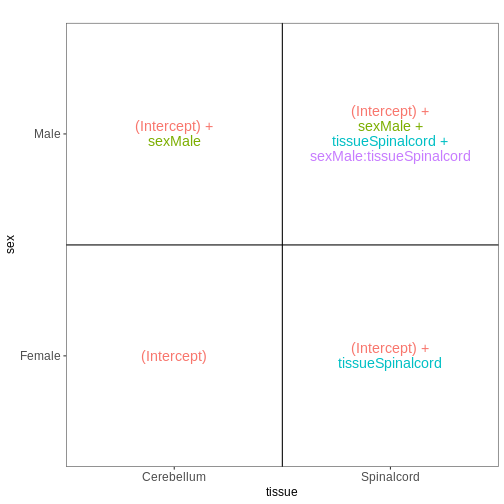 Male
(Intercept) +
sexMale
(Intercept) +
sexMale +
tissueSpinalcord +
sexMale:tissueSpinalcord
sex
Female
(Intercept)
(Intercept) +
tissueSpinalcord
Cerebellum
Spinalcord
tissue